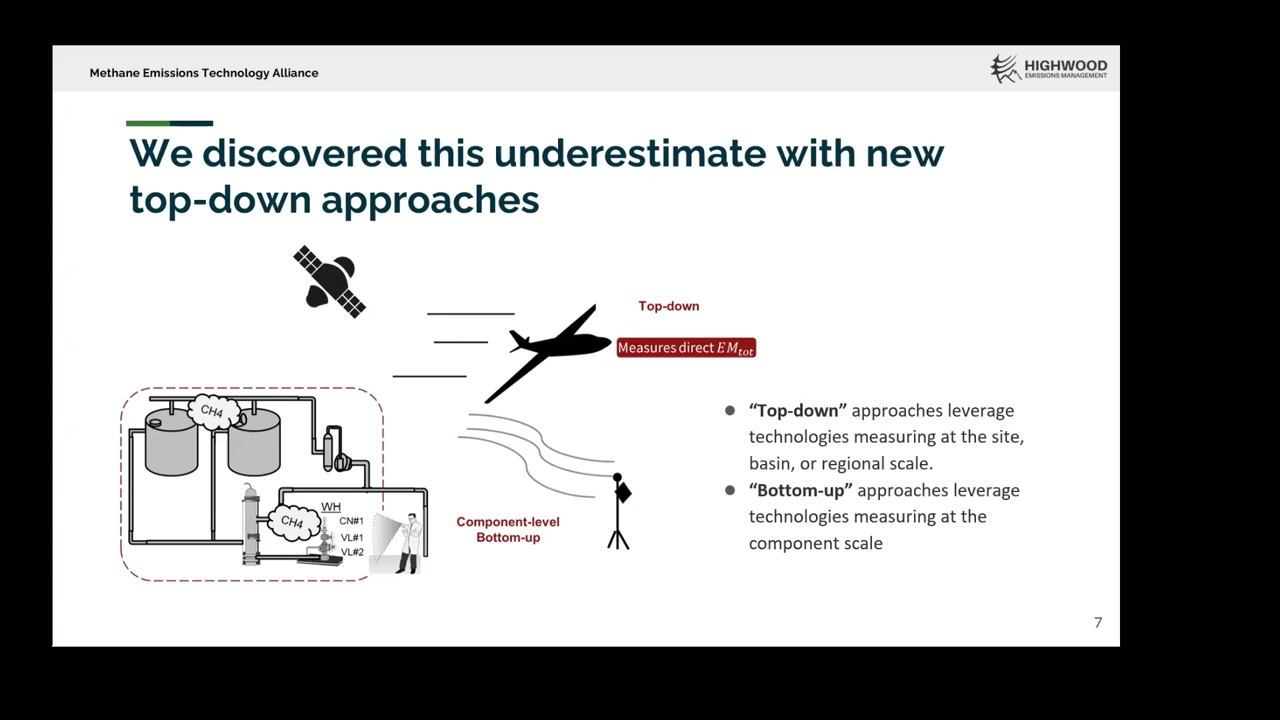 Methane Emissions Technology Alliance
HIGHWOOD
EMISSIONS MANAGEMENT
We discovered this underestimate with new
top-down approaches
Top-down
Measures direct EM_tot
CH4
CH4
WH
CN#1
VL#1
VL#2
Component-level
Bottom-up
● “Top-down” approaches leverage
technologies measuring at the site,
basin, or regional scale.
● “Bottom-up” approaches leverage
technologies measuring at the
component scale
7